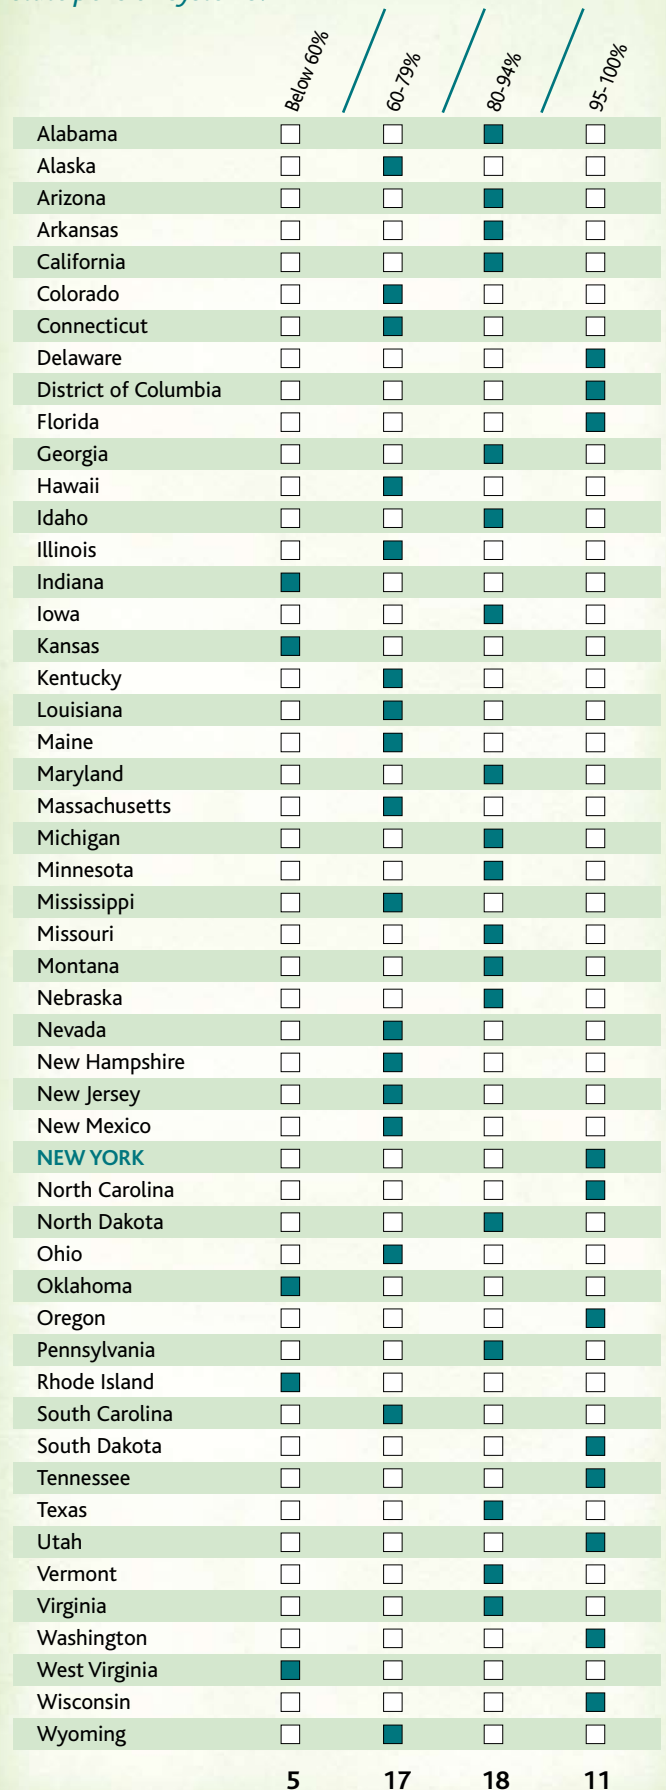 Below 60%
60-79%
80-94%
95-100%
Alabama
Alaska
Arizona
Arkansas
California
Colorado
Connecticut
Delaware
District of Columbia
Florida
Georgia
Hawaii
Idaho
Illinois
Indiana
Iowa
Kansas
Kentucky
Louisiana
Maine
Maryland
Massachusetts
Michigan
Minnesota
Mississippi
Missouri
Montana
Nebraska
Nevada
New Hampshire
New Jersey
New Mexico
NEW YORK
North Carolina
North Dakota
Ohio
Oklahoma
Oregon
Pennsylvania
Rhode Island
South Carolina
South Dakota
Tennessee
Texas
Utah
Vermont
Virginia
Washington
West Virginia
Wisconsin
Wyoming
5 17 18 11